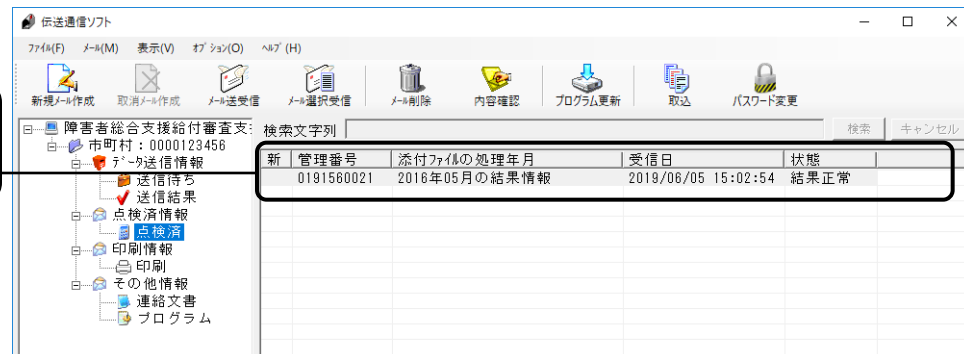 伝送通信ソフト
ﾌｧｲﾙ(F) ﾒｰﾙ(M) 表示(V) ｵﾌﾟｼｮﾝ(O) ﾍﾙﾌﾟ(H)
新規ﾒｰﾙ作成 取消ﾒｰﾙ作成 ﾒｰﾙ送受信 ﾒｰﾙ選択受信 ﾒｰﾙ削除 内容確認 ﾌﾟﾛｸﾞﾗﾑ更新 取込 ﾊﾟｽﾜｰﾄﾞ変更
検索文字列 検索 キャンセル
障害者総合支援給付審査支
市町村：0000123456
ﾃﾞｰﾀ送信情報
送信待ち
送信結果
点検済情報
点検済
印刷情報
印刷
その他情報
連絡文書
プログラム
新 管理番号 添付ﾌｧｲﾙの処理年月 受信日 状態
0191560021 2016年05月の結果情報 2019/06/05 15:02:54 結果正常